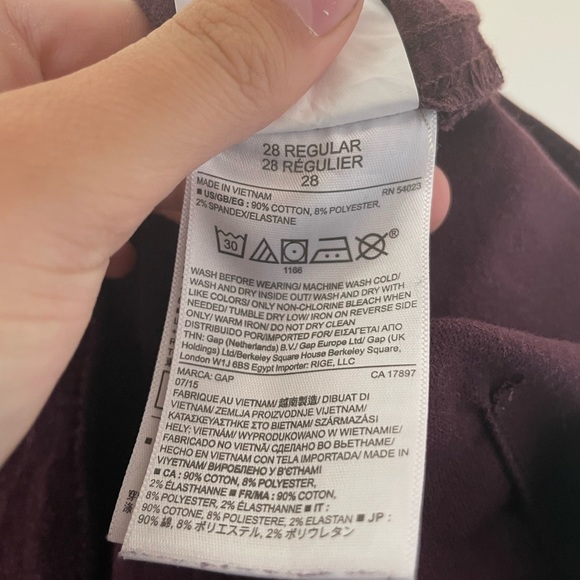 28 REGULAR
28 RÉGULIER
28
MADE IN VIETNAM RN 54023
■ US/GB/EG : 90% COTTON, 8% POLYESTER,
2% SPANDEX/ELASTANE
30
®
1166
WASH BEFORE WEARING/ MACHINE WASH COLD/
WASH AND DRY INSIDE OUT/ WASH AND DRY WITH
LIKE COLORS/ ONLY NON-CHLORINE BLEACH WHEN
NEEDED/ TUMBLE DRY LOW/ IRON ON REVERSE SIDE
ONLY/ WARM IRON/ DO NOT DRY CLEAN
DISTRIBUIDO POR/IMPORTED FOR/ ΕΙΣΑΓΕΤΑΙ ΑΠΟ
ΤΗΝ: Gap (Netherlands) B.V./ Gap Europe Ltd/ Gap (UK
Holdings) Ltd/Berkeley Square House Berkeley Square,
London W1J 6BS Egypt Importer: RIGE, LLC
MARCA: GAP CA 17897
07/15
FABRIQUE AU VIETNAM/越南製造/ DIBUAT DI
VIETNAM/ ZEMLJA PROIZVODNJE VIJETNAM/
ΚΑΤΑΣΚΕΥΑΣΤΗΚΕ ΣΤΟ ΒΙΕΤΝΑΜ/ SZÁRMAZÁSI
HELY: VIETNÁM/ WYPRODUKOWANO W WIETNAMIE/
FABRICADO NO VIETNÃ/ СДЕЛАНО ВО ВЬЕТНАМЕ/
HECHO EN VIETNAM CON TELA IMPORTADA/ MADE IN
VIYETNAM/ ВИРОБЛЕНО У В'ЄТНАМІ
■ CA : 90% COTON, 8% POLYESTER,
2% ÉLASTHANNE ■ FR/MA : 90% COTON,
8% POLYESTER, 2% ÉLASTHANNE ■ IT :
90% COTONE, 8% POLIESTERE, 2% ELASTAN ■ JP :
90% 綿, 8% ポリエステル, 2% ポリウレタン